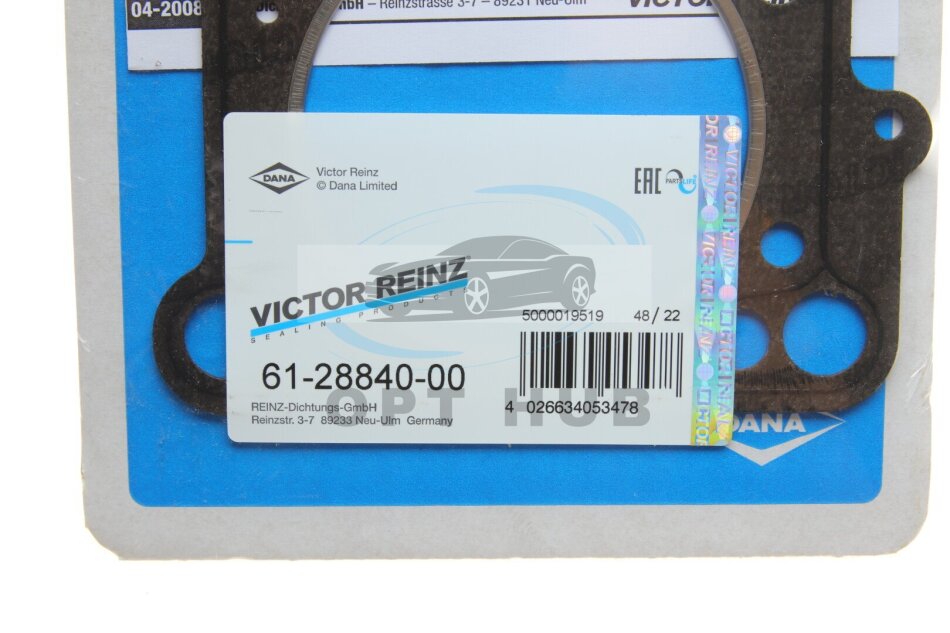 04-2008
GmbH – Reinzstrasse 3-7 – 89231 Neu-Ulm
VICTOR
DANA
Victor Reinz
© Dana Limited
EAC
PARTSLIFE
VICTOR REINZ
SEALING PRODUCTS
5000019519 48/22
61-28840-00
OPT HUB
4 026634053478
REINZ-Dichtungs-GmbH
Reinzstr. 3-7 89233 Neu-Ulm Germany
DANA